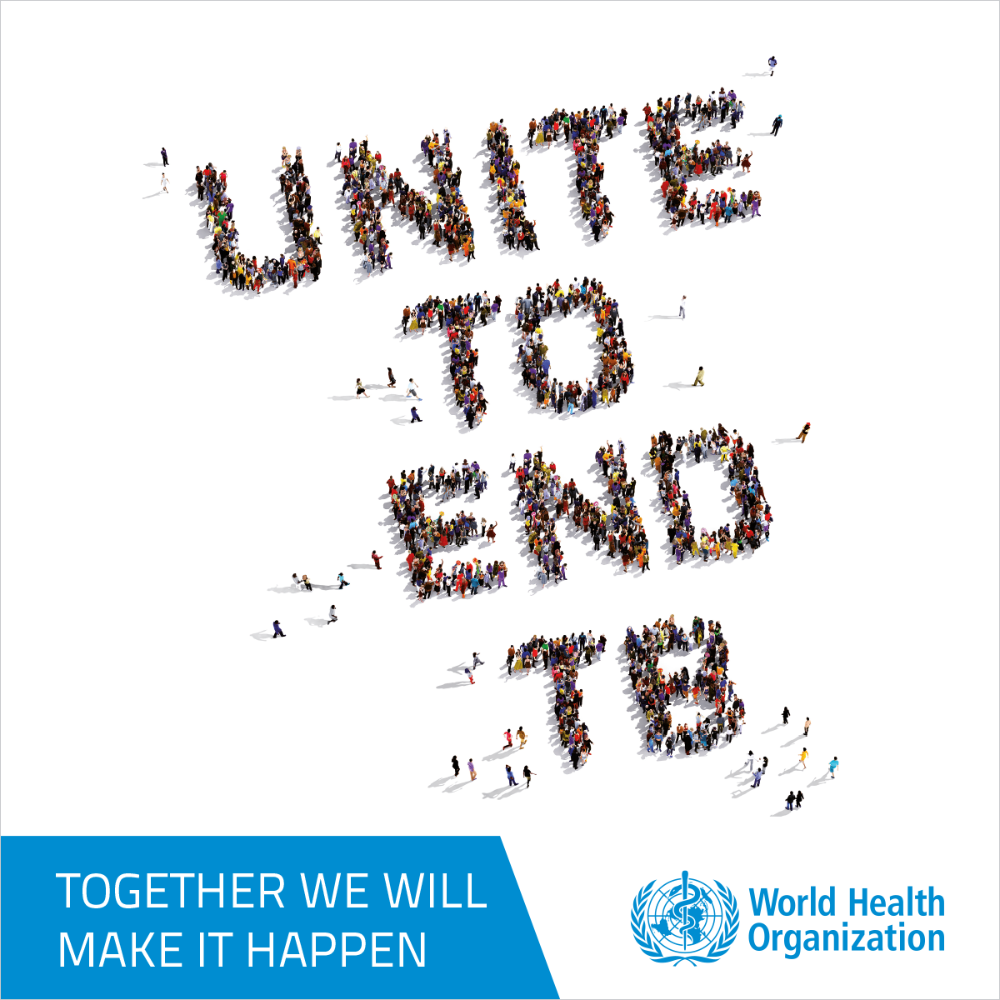 UNITE
TO
END
TB
TOGETHER WE WILL
MAKE IT HAPPEN
World Health
Organization